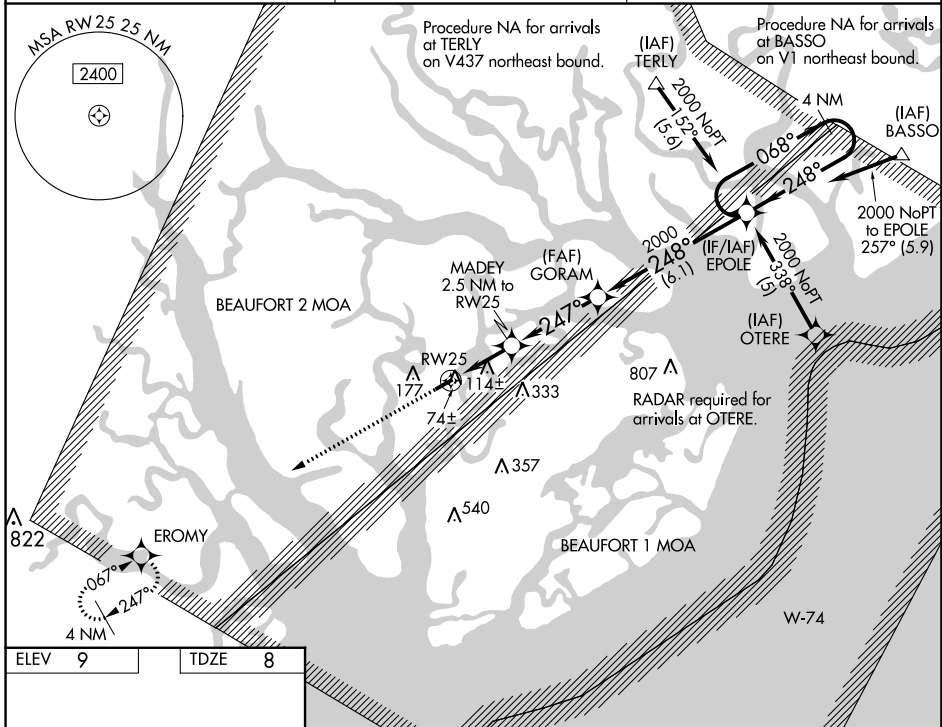 MSA RW 25 25 NM
2400
Procedure NA for arrivals
at TERLY
on V437 northeast bound.
Procedure NA for arrivals
at BASSO
on V1 northeast bound.
(IAF)
TERLY
2000 NoPT
152°
(5.6)
4 NM
068°
248°
(IAF)
BASSO
2000 NoPT
to EPOLE
257° (5.9)
(IF/IAF)
EPOLE
2000
248°
(6.1)
2000 NoPT
338°
(5)
(IAF)
OTERE
(FAF)
GORAM
MADEY
2.5 NM to
RW25
247°
BEAUFORT 2 MOA
RW25
177
114±
74±
333
807
RADAR required for
arrivals at OTERE.
357
540
BEAUFORT 1 MOA
822
EROMY
067°
247°
4 NM
W-74
ELEV 9
TDZE 8